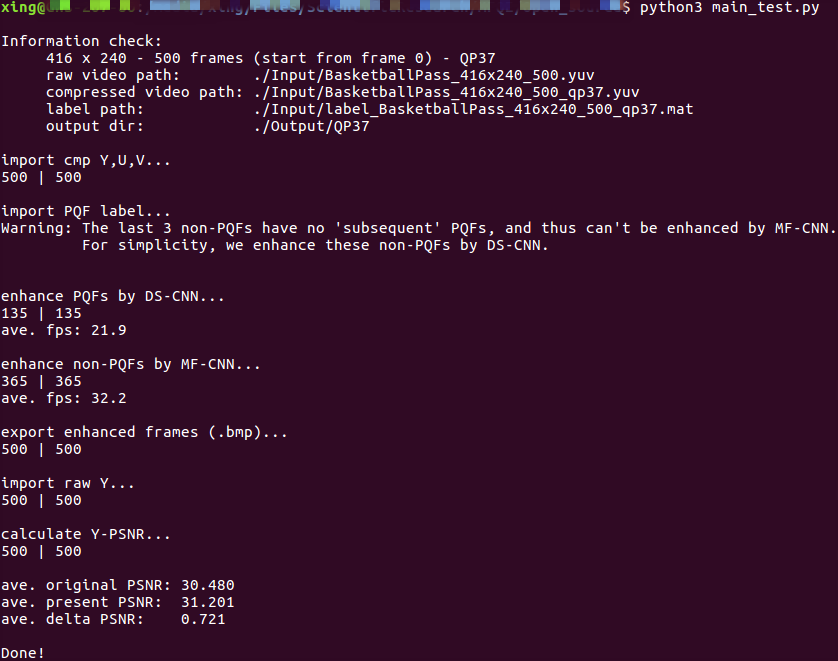 xing@ $ python3 main_test.py
Information check:
416 x 240 - 500 frames (start from frame 0) - QP37
raw video path: ./Input/BasketballPass_416x240_500.yuv
compressed video path: ./Input/BasketballPass_416x240_500_qp37.yuv
label path: ./Input/label_BasketballPass_416x240_500_qp37.mat
output dir: ./Output/QP37
import cmp Y,U,V...
500 | 500
import PQF label...
Warning: The last 3 non-PQFs have no 'subsequent' PQFs, and thus can't be enhanced by MF-CNN.
For simplicity, we enhance these non-PQFs by DS-CNN.
enhance PQFs by DS-CNN...
135 | 135
ave. fps: 21.9
enhance non-PQFs by MF-CNN...
365 | 365
ave. fps: 32.2
export enhanced frames (.bmp)...
500 | 500
import raw Y...
500 | 500
calculate Y-PSNR...
500 | 500
ave. original PSNR: 30.480
ave. present PSNR: 31.201
ave. delta PSNR: 0.721
Done!